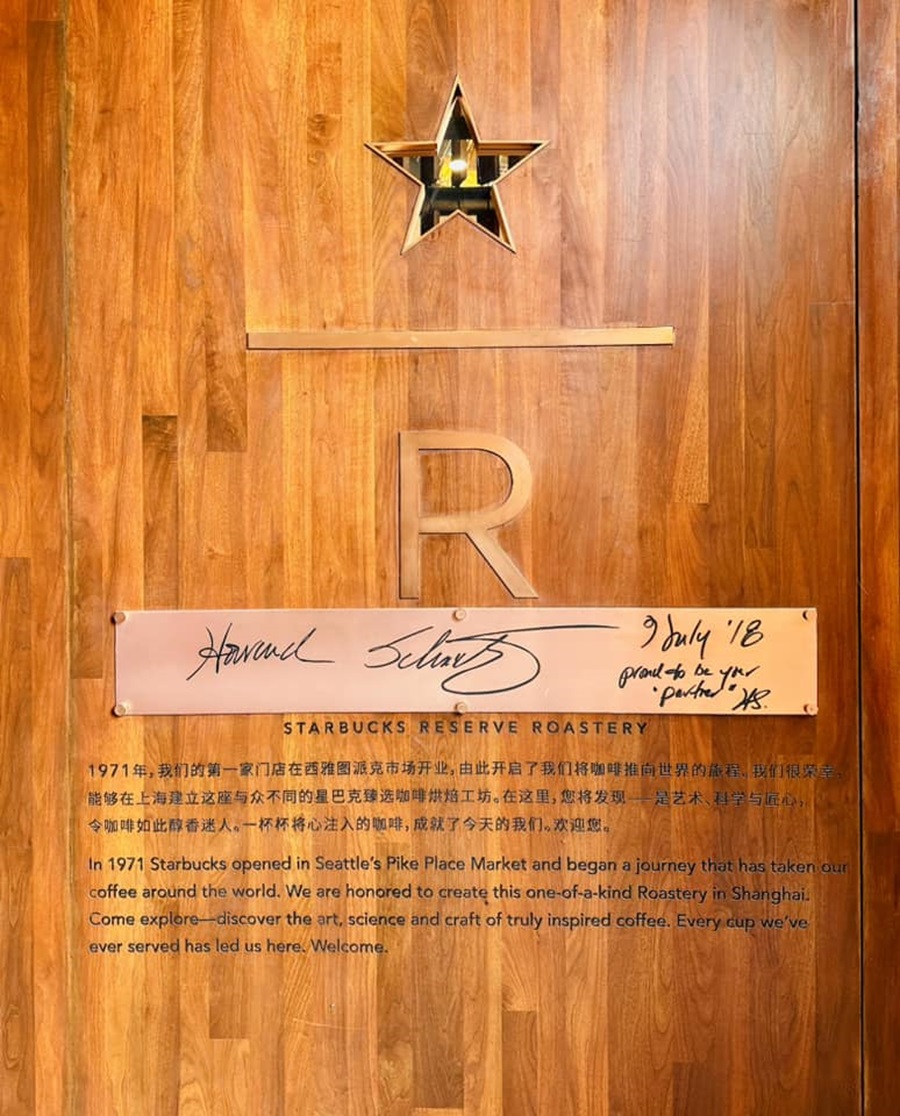 R
Howard Schultz
9 July '18
proud to be your
"partner" HS.
STARBUCKS RESERVE ROASTERY
1971年,我们的第一家门店在西雅图派克市场开业,由此开启了我们将咖啡推向世界的旅程。我们很荣幸,
能够在上海建立这座与众不同的星巴克臻选咖啡烘焙工坊。在这里,您将发现——是艺术、科学与匠心,
令咖啡如此醇香迷人。一杯杯将心注入的咖啡,成就了今天的我们。欢迎您。
In 1971 Starbucks opened in Seattle's Pike Place Market and began a journey that has taken our
coffee around the world. We are honored to create this one-of-a-kind Roastery in Shanghai.
Come explore—discover the art, science and craft of truly inspired coffee. Every cup we've
ever served has led us here. Welcome.